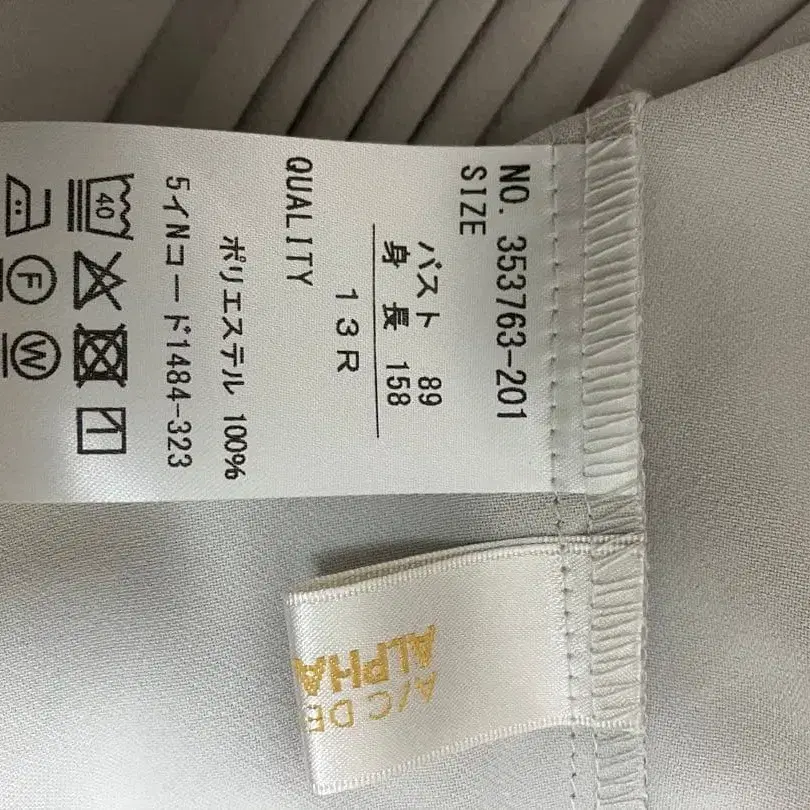 NO. 353763-201
SIZE
バスト 89
身長 158
13R
QUALITY
ポリエステル 100%
5イNコード1484-323
40
F
W
A/C DE
ALPHA